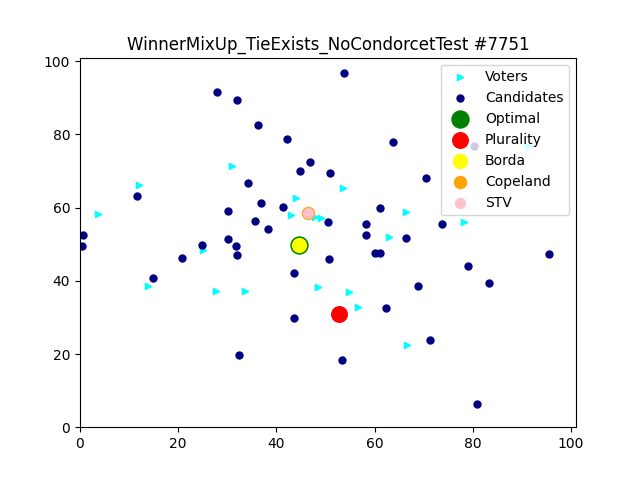 WinnerMixUp_TieExists_NoCondorcetTest #7751
100
80
60
40
20
0
0 20 40 60 80 100
Voters
Candidates
Optimal
Plurality
Borda
Copeland
STV